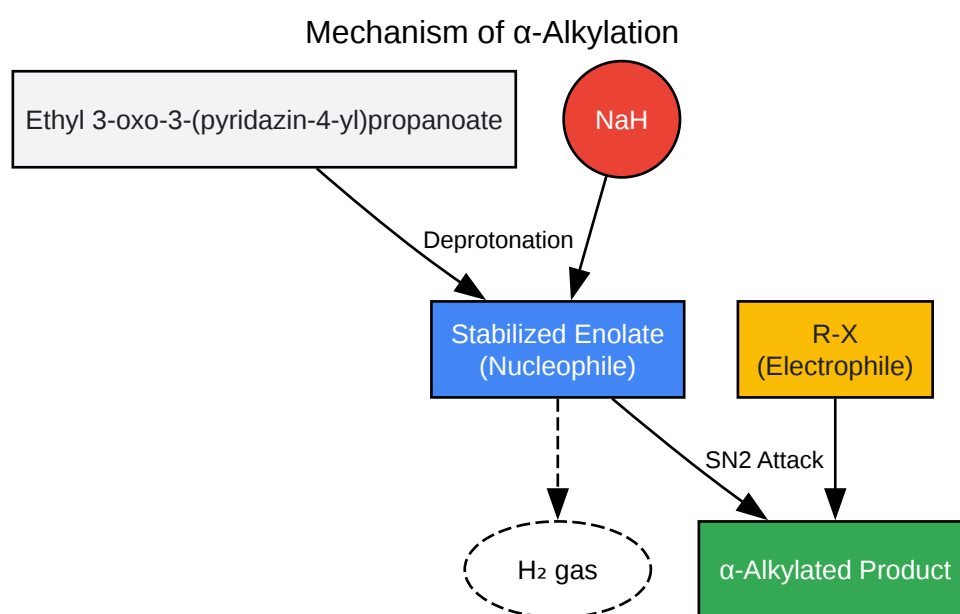 Mechanism of α-Alkylation
Ethyl 3-oxo-3-(pyridazin-4-yl)propanoate
NaH
Deprotonation
Stabilized Enolate
(Nucleophile)
R-X
(Electrophile)
SN2 Attack
H₂ gas
α-Alkylated Product